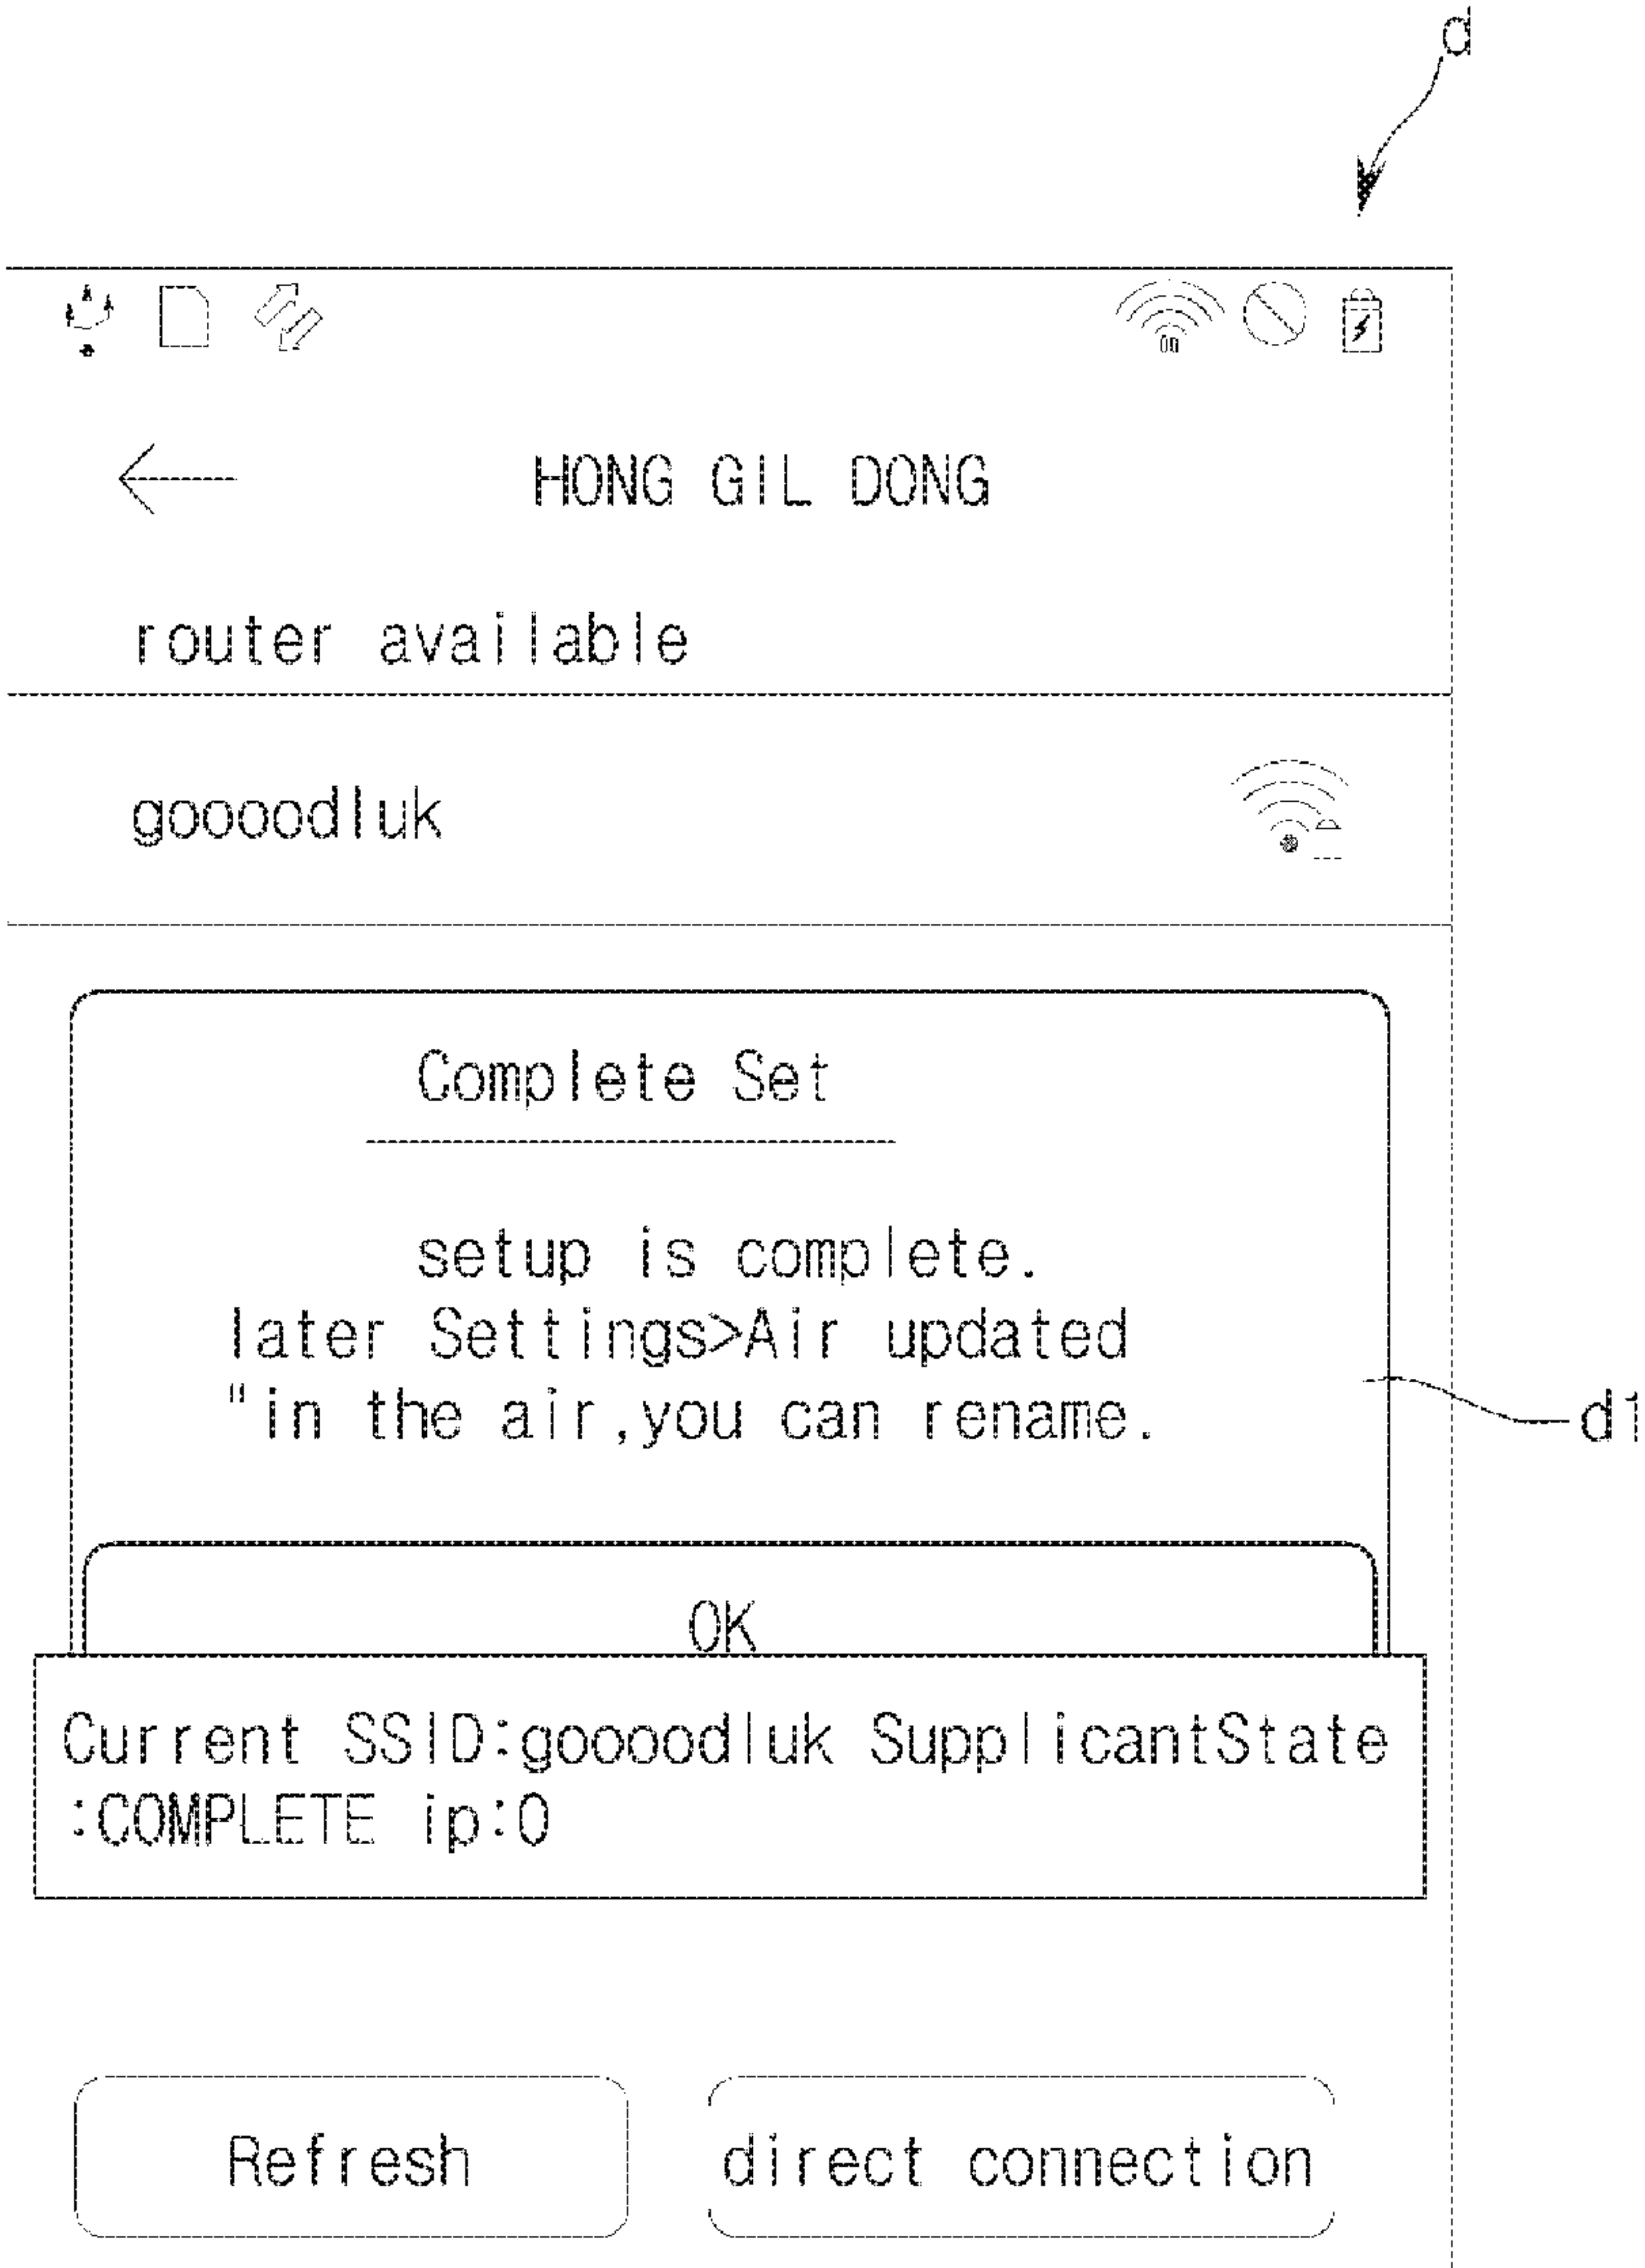 d
HONG GIL DONG
router available
goooodluk
Complete Set
setup is complete.
later Settings>Air updated
"in the air,you can rename.
d1
OK
Current SSID:goooodluk SupplicantState
:COMPLETE ip:0
Refresh
direct connection